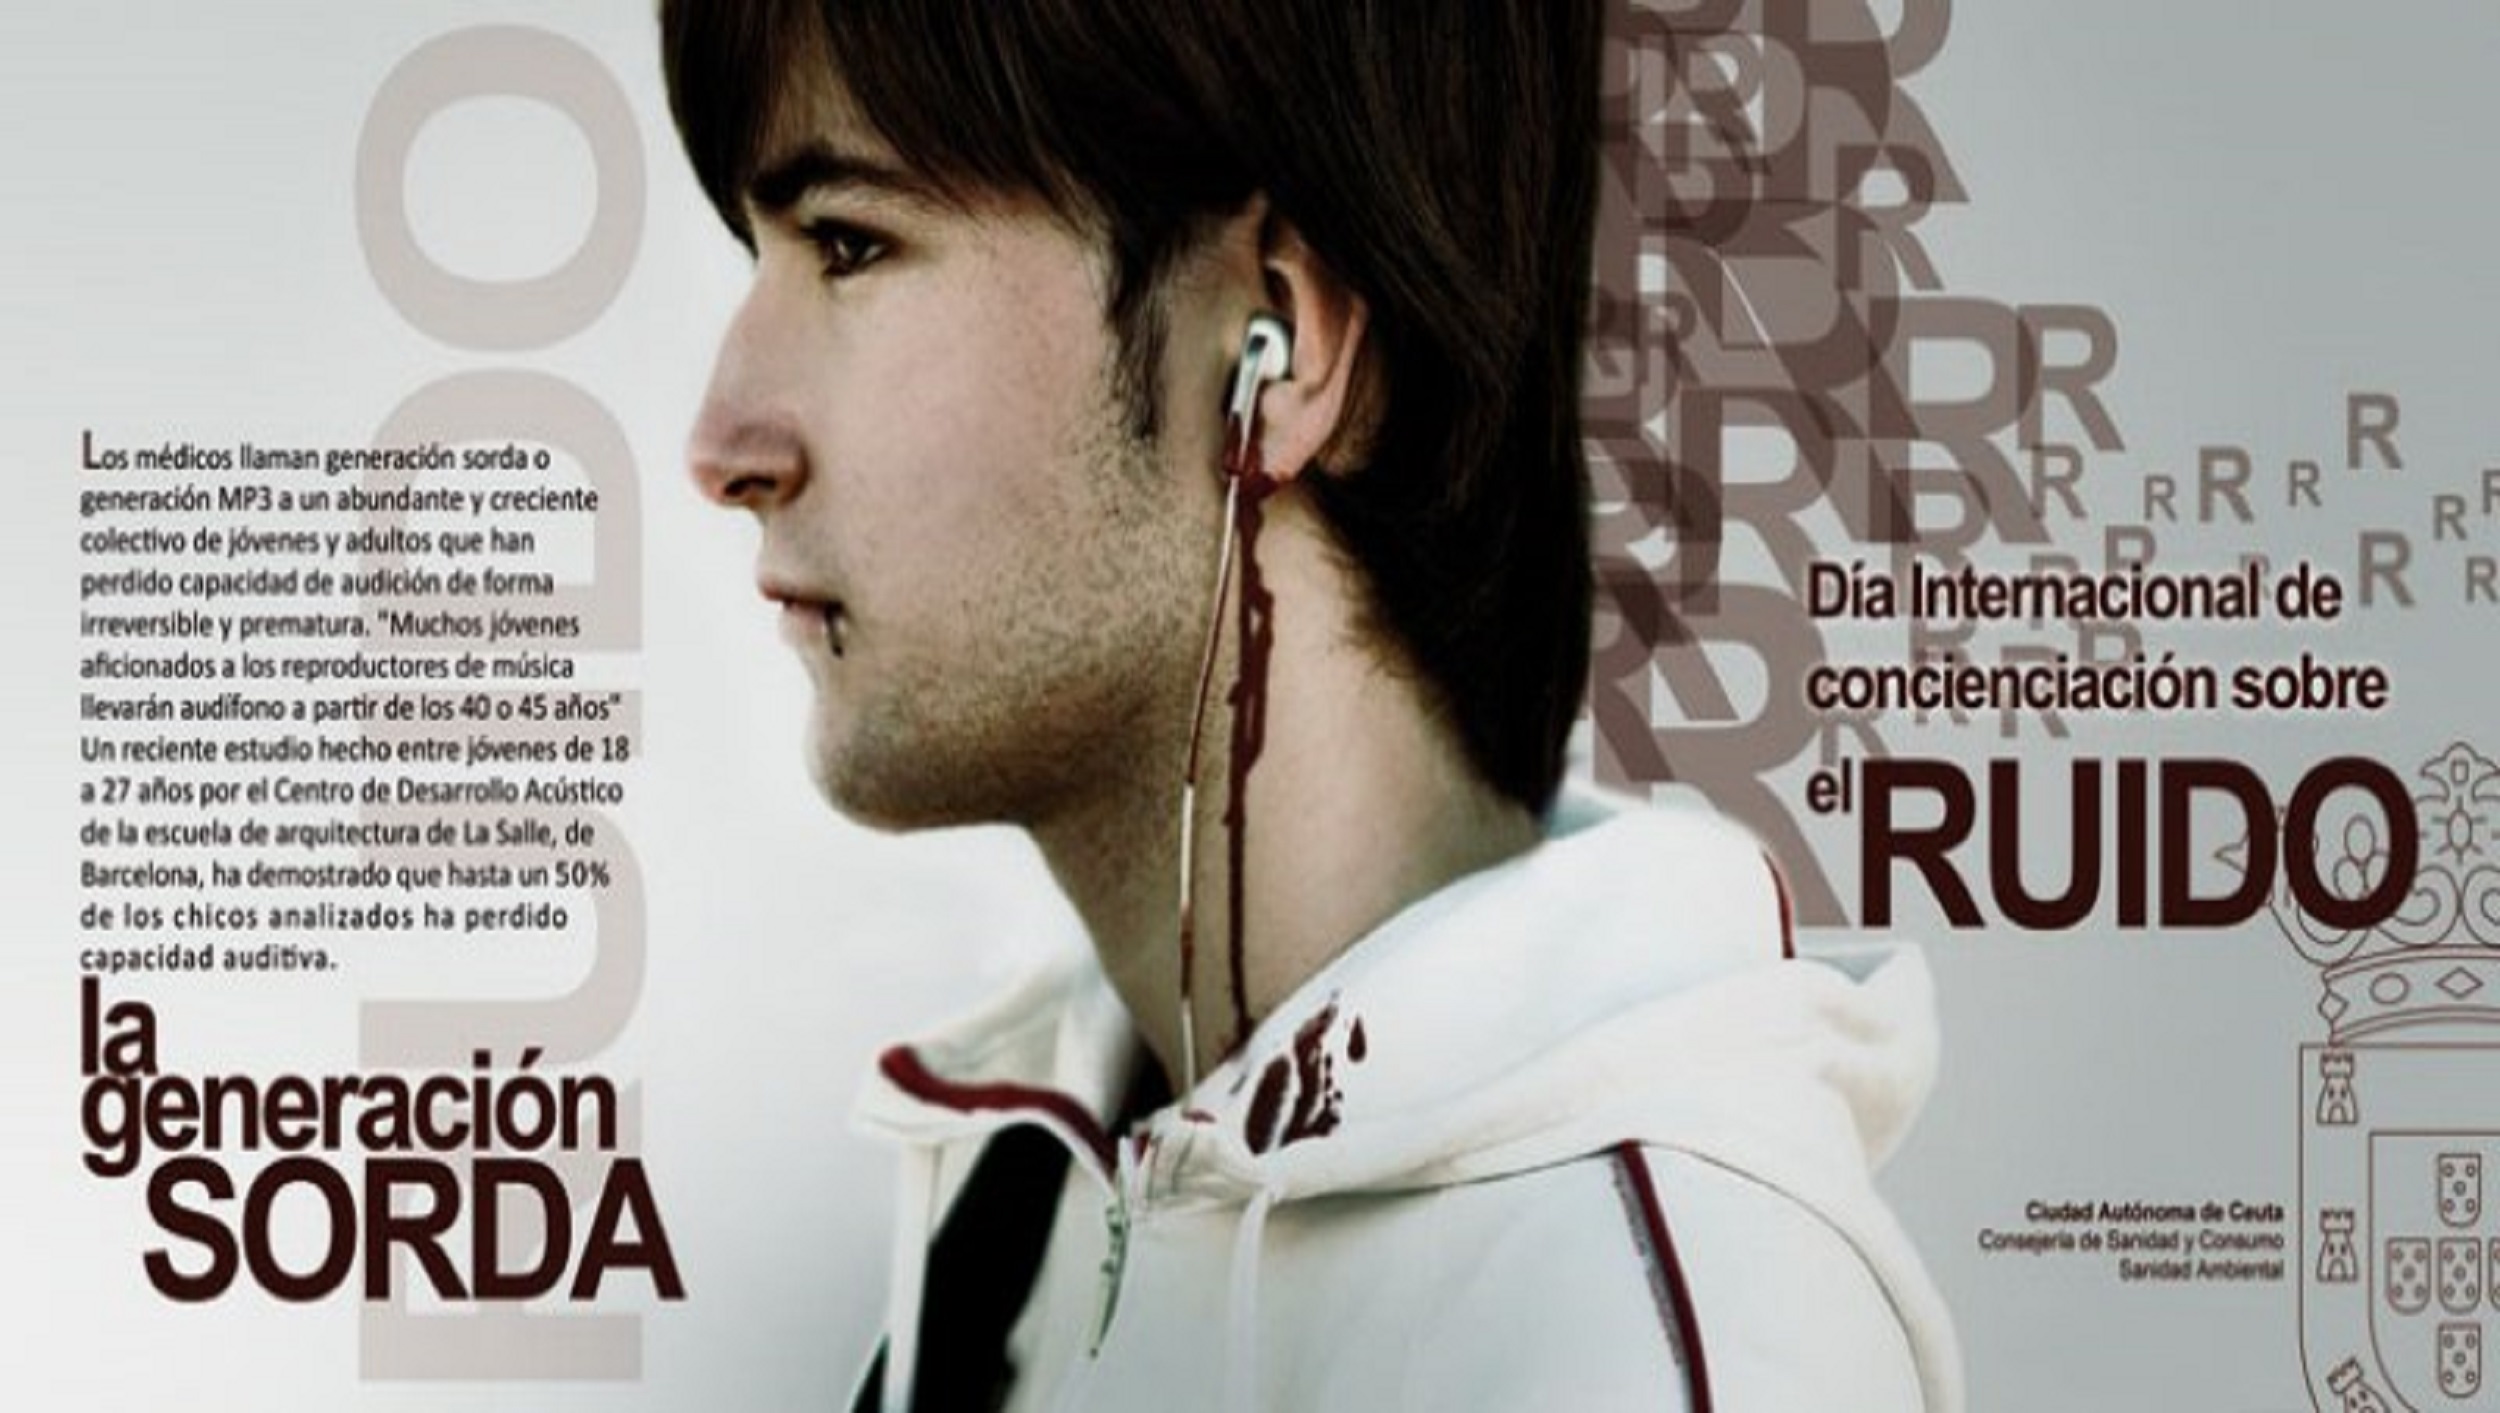 RUIDO
Los médicos llaman generación sorda o
generación MP3 a un abundante y creciente
colectivo de jóvenes y adultos que han
perdido capacidad de audición de forma
irreversible y prematura. "Muchos jóvenes
aficionados a los reproductores de música
llevarán audífono a partir de los 40 o 45 años"
Un reciente estudio hecho entre jóvenes de 18
a 27 años por el Centro de Desarrollo Acústico
de la escuela de arquitectura de La Salle, de
Barcelona, ha demostrado que hasta un 50%
de los chicos analizados ha perdido
capacidad auditiva.
la
generación
SORDA
Día Internacional de
concienciación sobre
el RUIDO
Ciudad Autónoma de Ceuta
Consejería de Sanidad y Consumo
Sanidad Ambiental